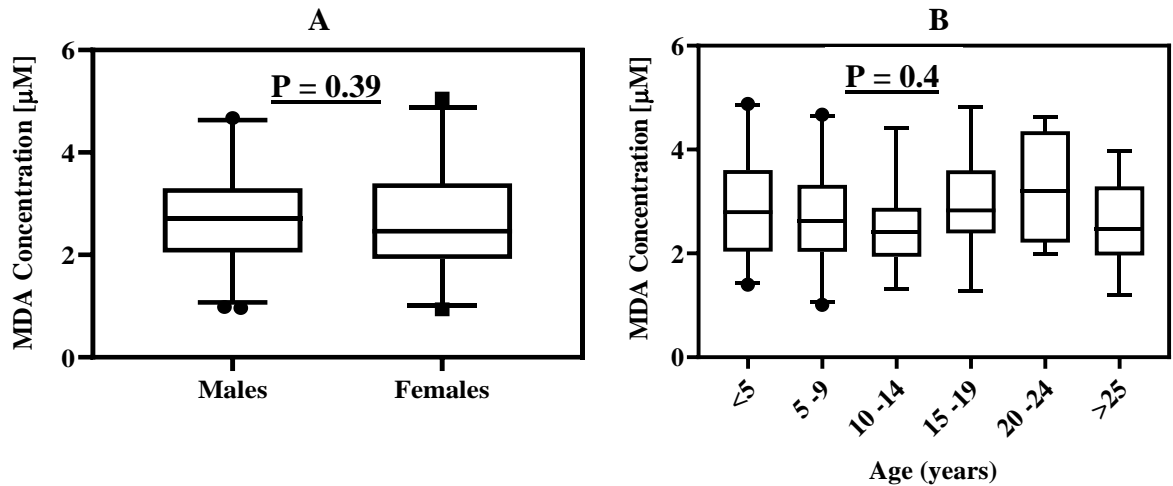 A
MDA Concentration [µM]
6
4
2
0
P = 0.39
Males
Females
B
MDA Concentration [µM]
6
4
2
0
P = 0.4
<5
5 -9
10 -14
15 -19
20 -24
>25
Age (years)